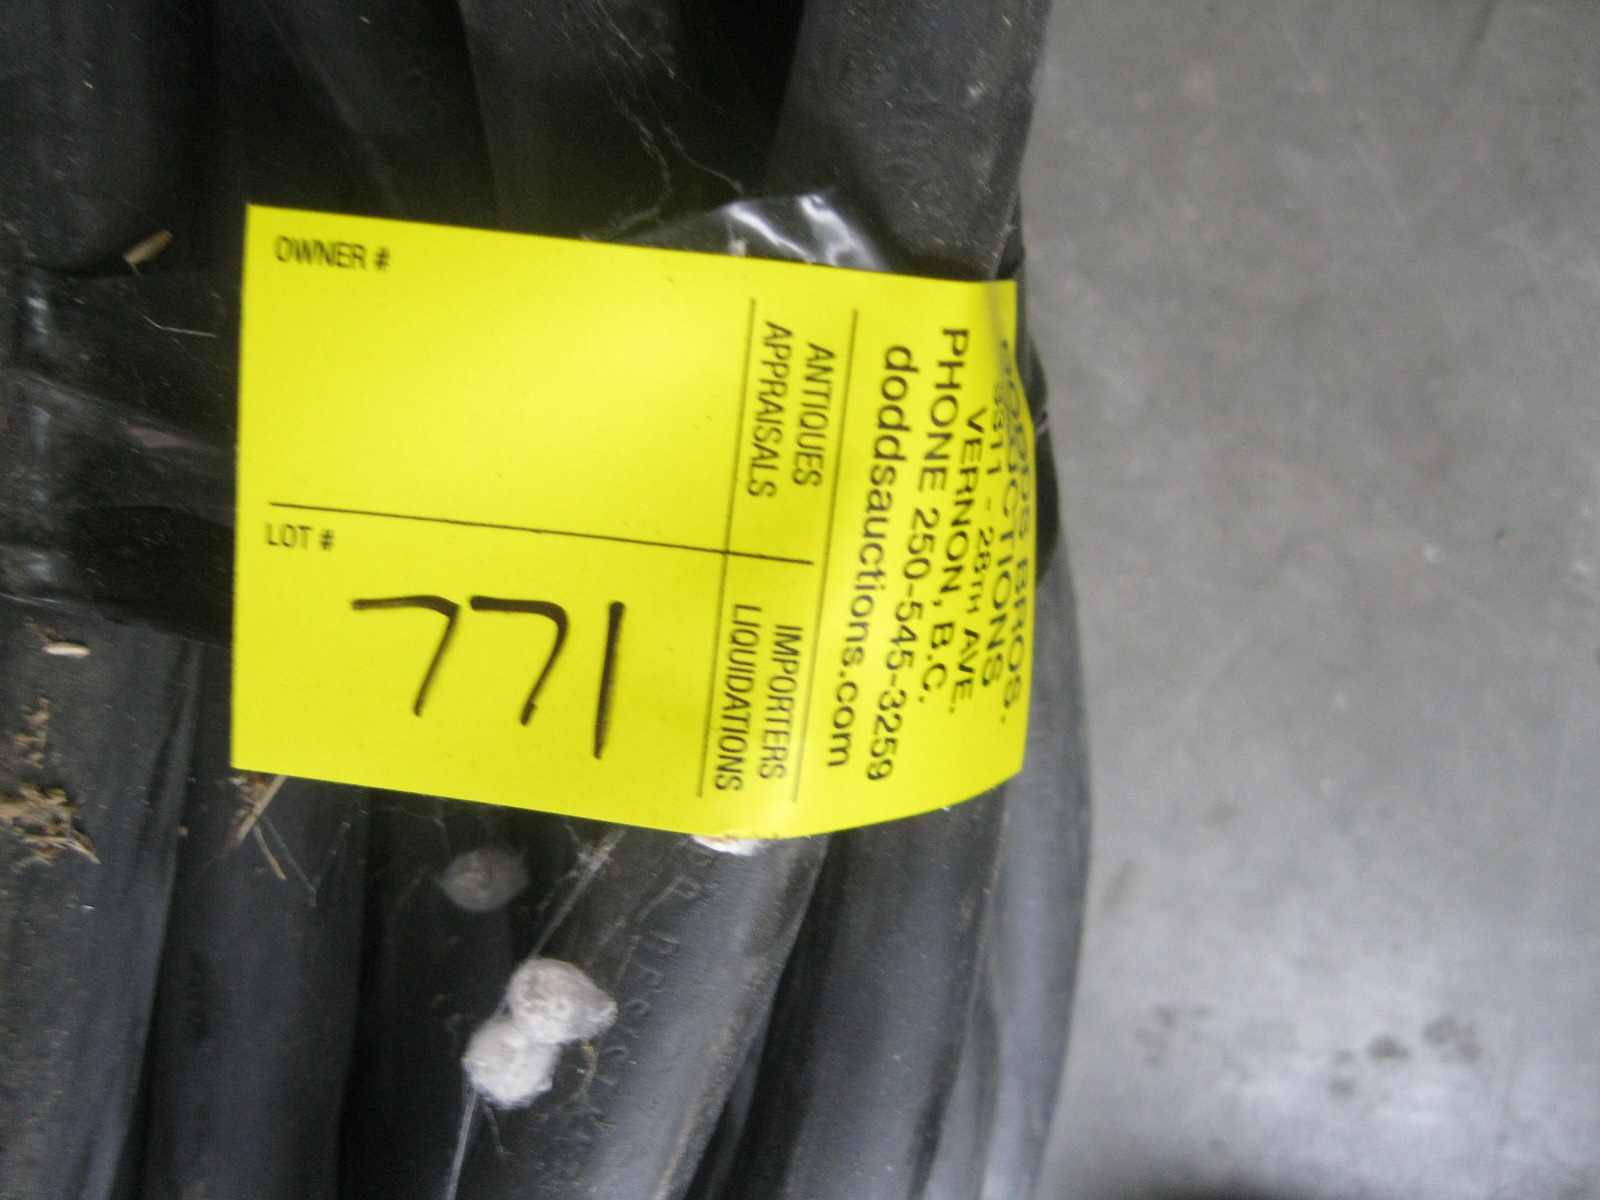 DODDS BROS.
AUCTIONS
3311 - 28TH AVE.
VERNON, B.C.
PHONE 250-545-3259
doddsauctions.com
ANTIQUES
APPRAISALS
IMPORTERS
LIQUIDATIONS
OWNER #
LOT #
771